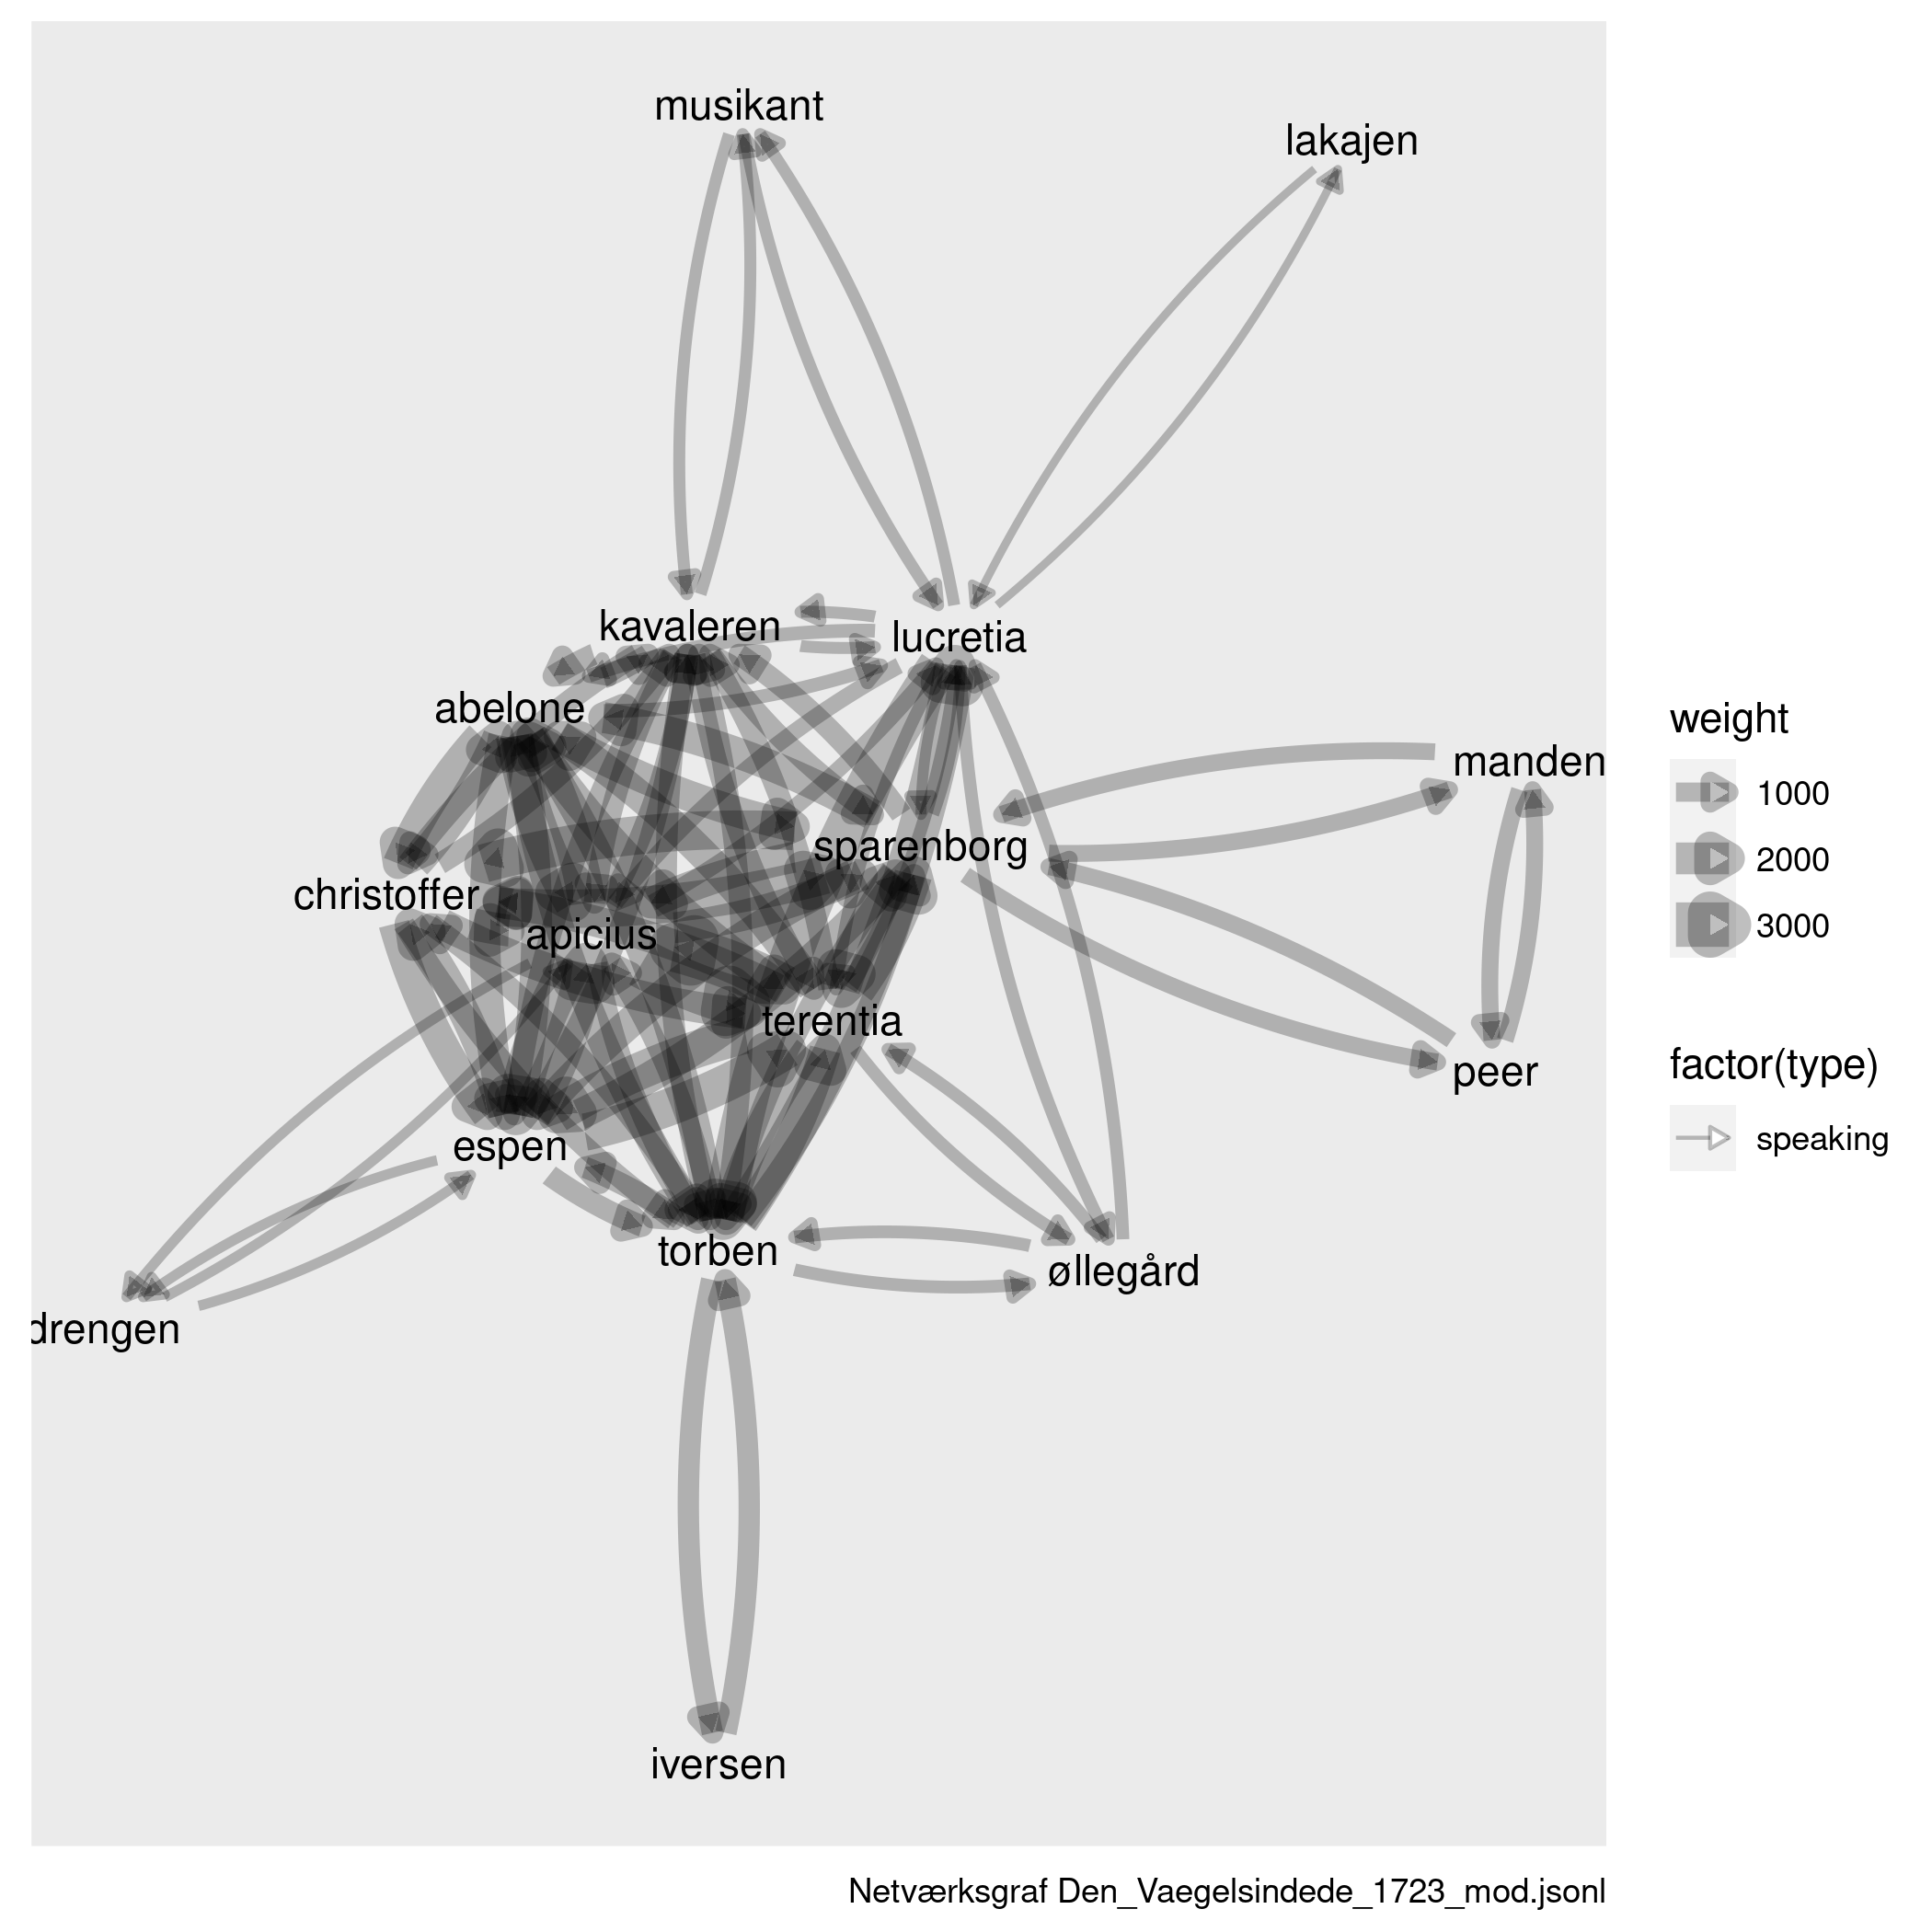 musikant
lakajen
kavaleren
lucretia
abelone
manden
sparenborg
christoffer
apicius
terentia
peer
espen
torben
øllegård
drengen
iversen
weight
1000
2000
3000
factor(type)
speaking
Netværksgraf Den_Vaegelsindede_1723_mod.jsonl